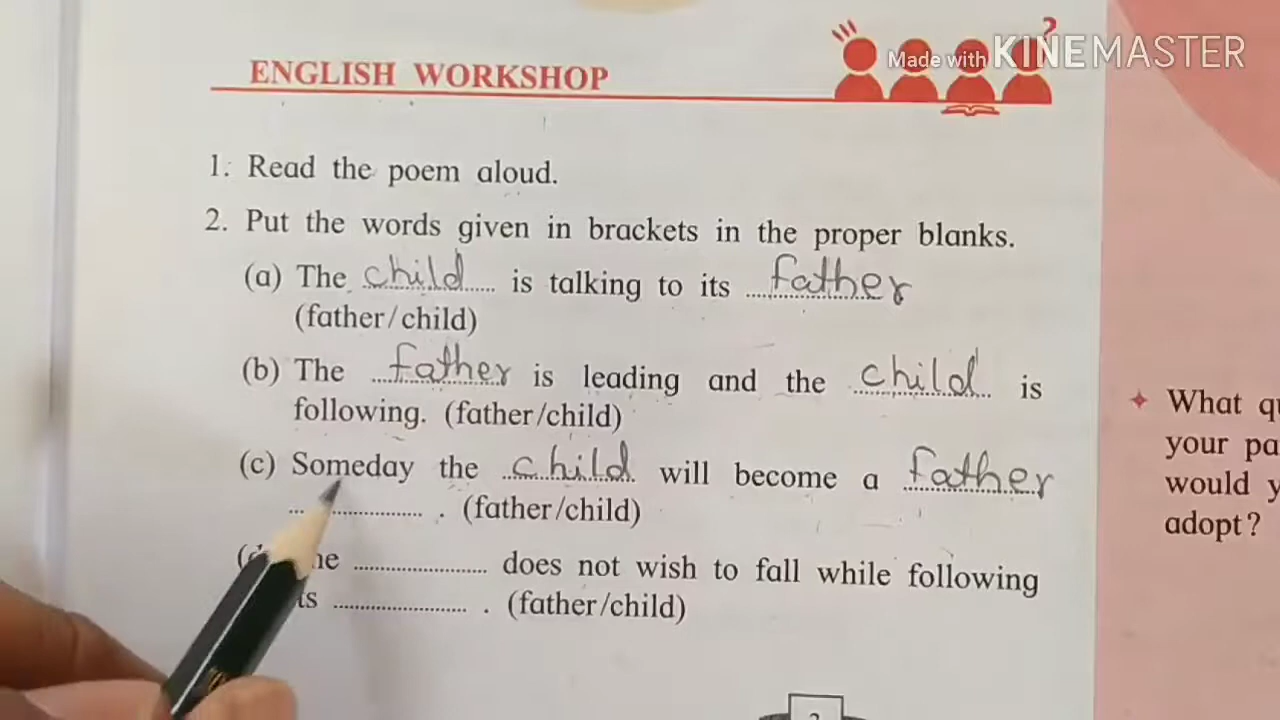 Made with KINEMASTER
ENGLISH WORKSHOP
?
1. Read the poem aloud.
2. Put the words given in brackets in the proper blanks.
(a) The child is talking to its father
(father/child)
(b) The father is leading and the child is
following. (father/child)
(c) Someday the child will become a father
... .................. . (father/child)
.................. does not wish to fall while following
.................. . (father/child)
What
your
would
adopt?